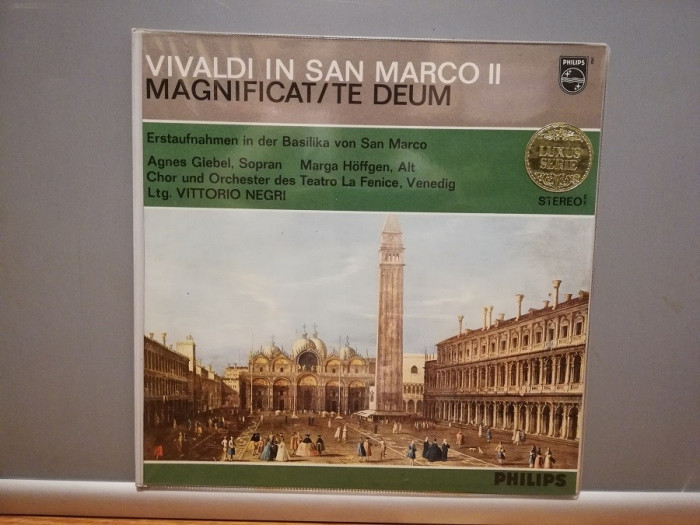 VIVALDI IN SAN MARCO II
MAGNIFICAT/TE DEUM
PHILIPS
Erstaufnahmen in der Basilika von San Marco
Agnes Giebel, Sopran Marga Höffgen, Alt
Chor und Orchester des Teatro La Fenice, Venedig
Ltg. VITTORIO NEGRI
LUXUS
SERIE
STEREO
PHILIPS